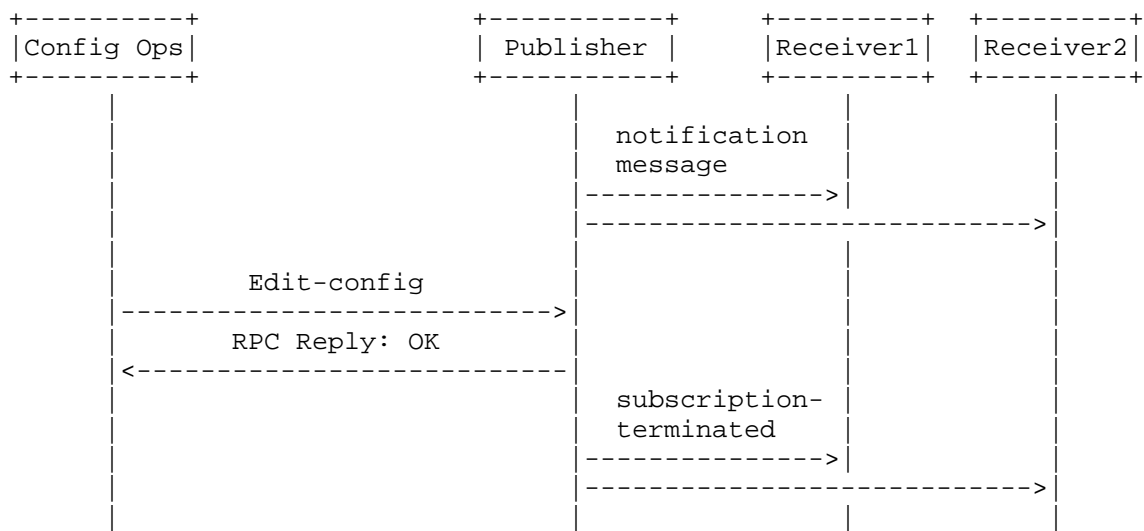 Config Ops Publisher Receiver1 Receiver2
notification
message
Edit-config
RPC Reply: OK
subscription-
terminated